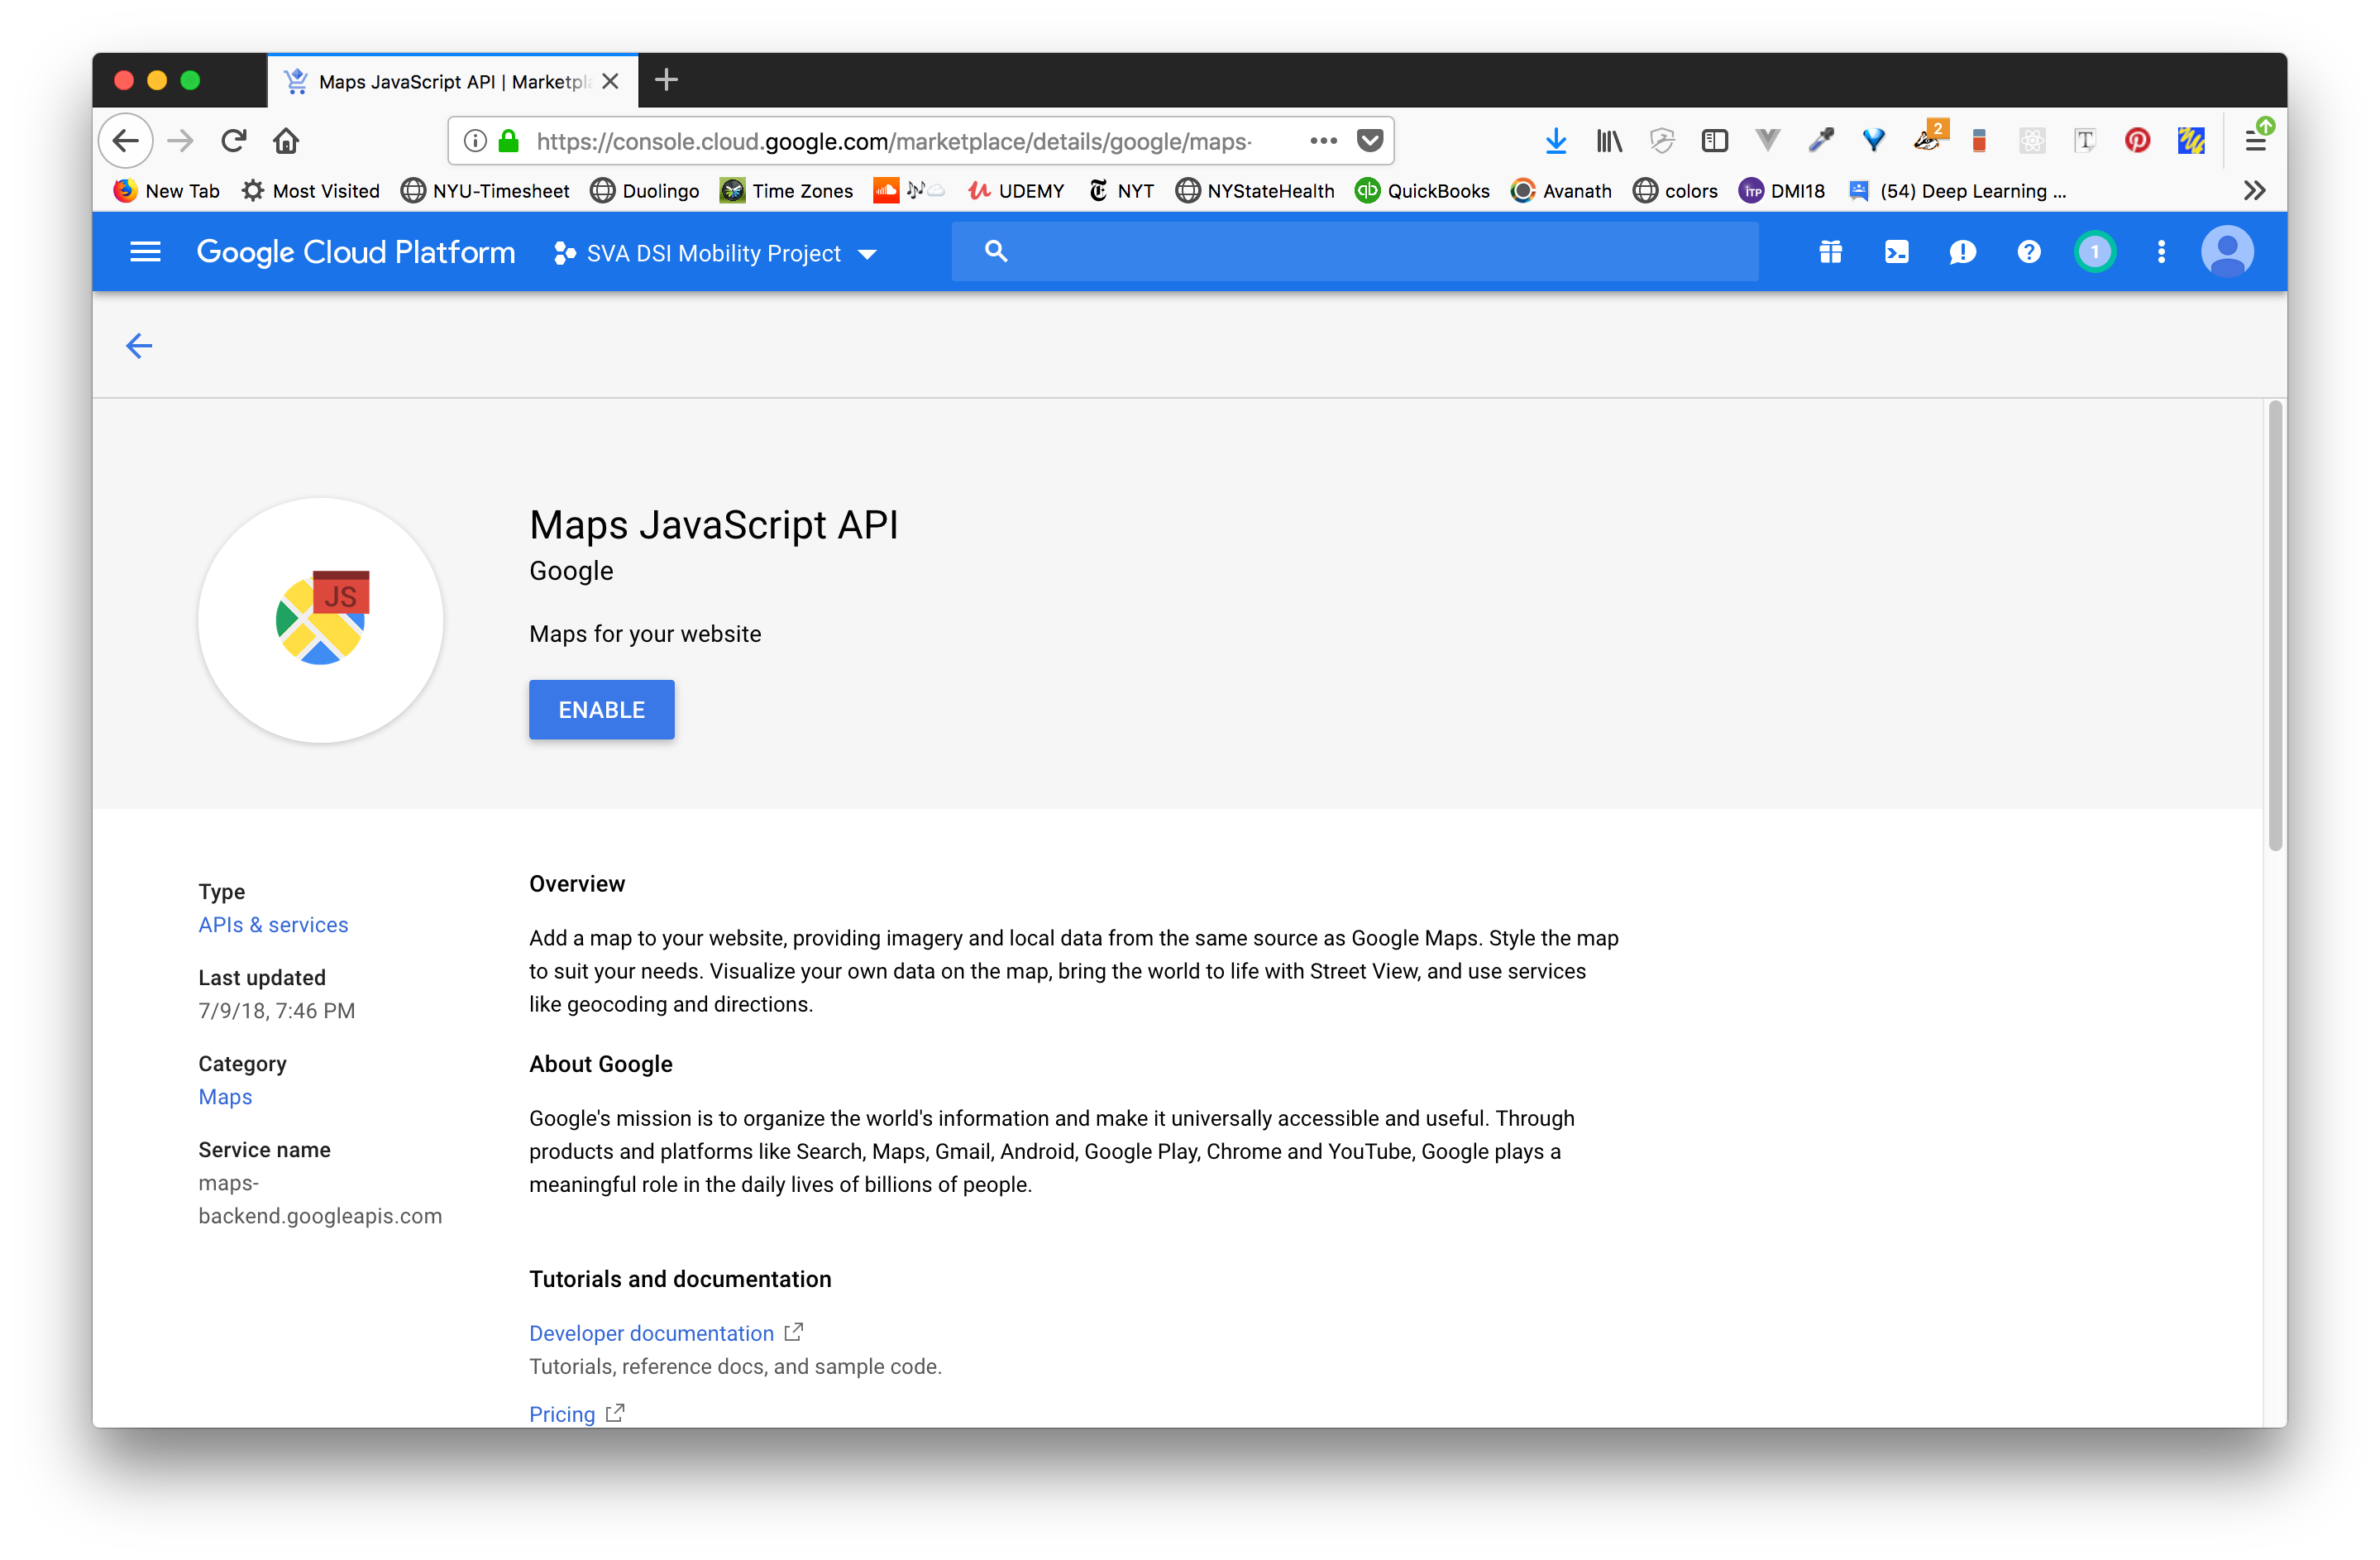 Maps JavaScript API | Marketpla
https://console.cloud.google.com/marketplace/details/google/maps-
2
New Tab
Most Visited
NYU-Timesheet
Duolingo
Time Zones
UDEMY
NYT
NYStateHealth
QuickBooks
Avanath
colors
DMI18
(54) Deep Learning ...
Google Cloud Platform
SVA DSI Mobility Project
1
JS
Maps JavaScript API
Google
Maps for your website
ENABLE
Type
APIs & services
Last updated
7/9/18, 7:46 PM
Category
Maps
Service name
maps-
backend.googleapis.com
Overview
Add a map to your website, providing imagery and local data from the same source as Google Maps. Style the map
to suit your needs. Visualize your own data on the map, bring the world to life with Street View, and use services
like geocoding and directions.
About Google
Google's mission is to organize the world's information and make it universally accessible and useful. Through
products and platforms like Search, Maps, Gmail, Android, Google Play, Chrome and YouTube, Google plays a
meaningful role in the daily lives of billions of people.
Tutorials and documentation
Developer documentation
Tutorials, reference docs, and sample code.
Pricing